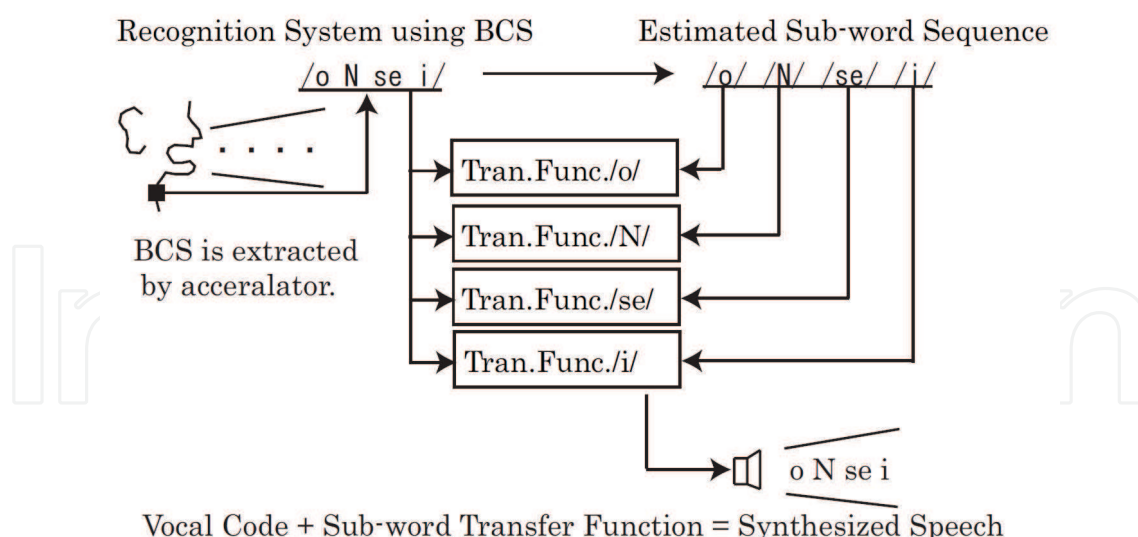 Recognition System using BCS
Estimated Sub-word Sequence
/o N se i/
/o/ /N/ /se/ /i/
Tran.Func./o/
Tran.Func./N/
Tran.Func./se/
Tran.Func./i/
BCS is extracted
by acceralator.
o N se i
Vocal Code + Sub-word Transfer Function = Synthesized Speech